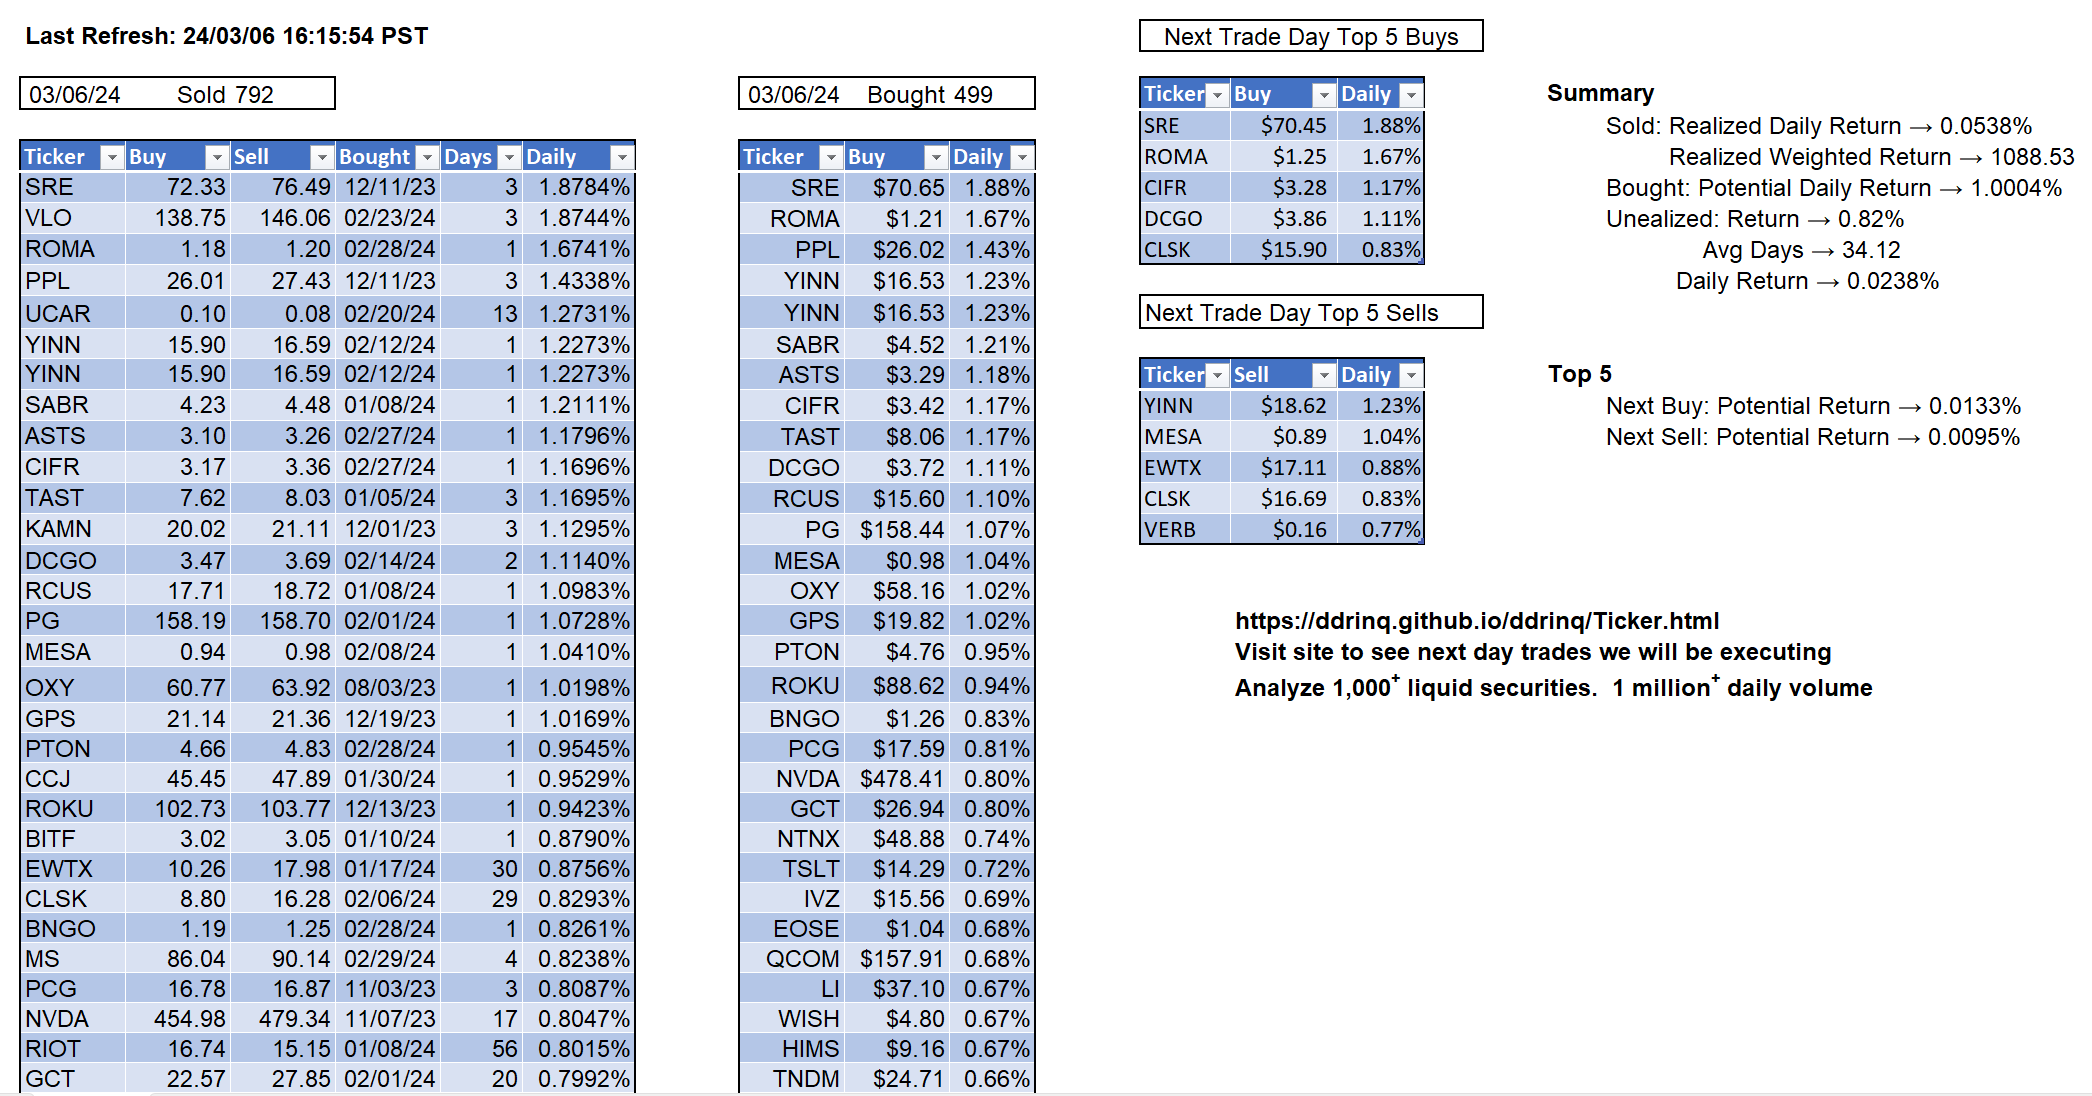 Last Refresh: 24/03/06 16:15:54 PST
03/06/24 Sold 792
Ticker Buy Sell Bought Days Daily
SRE 72.33 76.49 12/11/23 3 1.8784%
VLO 138.75 146.06 02/23/24 3 1.8744%
ROMA 1.18 1.20 02/28/24 1 1.6741%
PPL 26.01 27.43 12/11/23 3 1.4338%
UCAR 0.10 0.08 02/20/24 13 1.2731%
YINN 15.90 16.59 02/12/24 1 1.2273%
YINN 15.90 16.59 02/12/24 1 1.2273%
SABR 4.23 4.48 01/08/24 1 1.2111%
ASTS 3.10 3.26 02/27/24 1 1.1796%
CIFR 3.17 3.36 02/27/24 1 1.1696%
TAST 7.62 8.03 01/05/24 3 1.1695%
KAMN 20.02 21.11 12/01/23 3 1.1295%
DCGO 3.47 3.69 02/14/24 2 1.1140%
RCUS 17.71 18.72 01/08/24 1 1.0983%
PG 158.19 158.70 02/01/24 1 1.0728%
MESA 0.94 0.98 02/08/24 1 1.0410%
OXY 60.77 63.92 08/03/23 1 1.0198%
GPS 21.14 21.36 12/19/23 1 1.0169%
PTON 4.66 4.83 02/28/24 1 0.9545%
CCJ 45.45 47.89 01/30/24 1 0.9529%
ROKU 102.73 103.77 12/13/23 1 0.9423%
BITF 3.02 3.05 01/10/24 1 0.8790%
EWTX 10.26 17.98 01/17/24 30 0.8756%
CLSK 8.80 16.28 02/06/24 29 0.8293%
BNGO 1.19 1.25 02/28/24 1 0.8261%
MS 86.04 90.14 02/29/24 4 0.8238%
PCG 16.78 16.87 11/03/23 3 0.8087%
NVDA 454.98 479.34 11/07/23 17 0.8047%
RIOT 16.74 15.15 01/08/24 56 0.8015%
GCT 22.57 27.85 02/01/24 20 0.7992%
03/06/24 Bought 499
Ticker Buy Daily
SRE $70.65 1.88%
ROMA $1.21 1.67%
PPL $26.02 1.43%
YINN $16.53 1.23%
YINN $16.53 1.23%
SABR $4.52 1.21%
ASTS $3.29 1.18%
CIFR $3.42 1.17%
TAST $8.06 1.17%
DCGO $3.72 1.11%
RCUS $15.60 1.10%
PG $158.44 1.07%
MESA $0.98 1.04%
OXY $58.16 1.02%
GPS $19.82 1.02%
PTON $4.76 0.95%
ROKU $88.62 0.94%
BNGO $1.26 0.83%
PCG $17.59 0.81%
NVDA $478.41 0.80%
GCT $26.94 0.80%
NTNX $48.88 0.74%
TSLT $14.29 0.72%
IVZ $15.56 0.69%
EOSE $1.04 0.68%
QCOM $157.91 0.68%
LI $37.10 0.67%
WISH $4.80 0.67%
HIMS $9.16 0.67%
TNDM $24.71 0.66%
Next Trade Day Top 5 Buys
Ticker Buy Daily
SRE $70.45 1.88%
ROMA $1.25 1.67%
CIFR $3.28 1.17%
DCGO $3.86 1.11%
CLSK $15.90 0.83%
Next Trade Day Top 5 Sells
Ticker Sell Daily
YINN $18.62 1.23%
MESA $0.89 1.04%
EWTX $17.11 0.88%
CLSK $16.69 0.83%
VERB $0.16 0.77%
Summary
Sold: Realized Daily Return → 0.0538%
Realized Weighted Return → 1088.53
Bought: Potential Daily Return → 1.0004%
Unealized: Return → 0.82%
Avg Days → 34.12
Daily Return → 0.0238%
Top 5
Next Buy: Potential Return → 0.0133%
Next Sell: Potential Return → 0.0095%
https://ddrinq.github.io/ddrinq/Ticker.html
Visit site to see next day trades we will be executing
Analyze 1,000+ liquid securities. 1 million+ daily volume